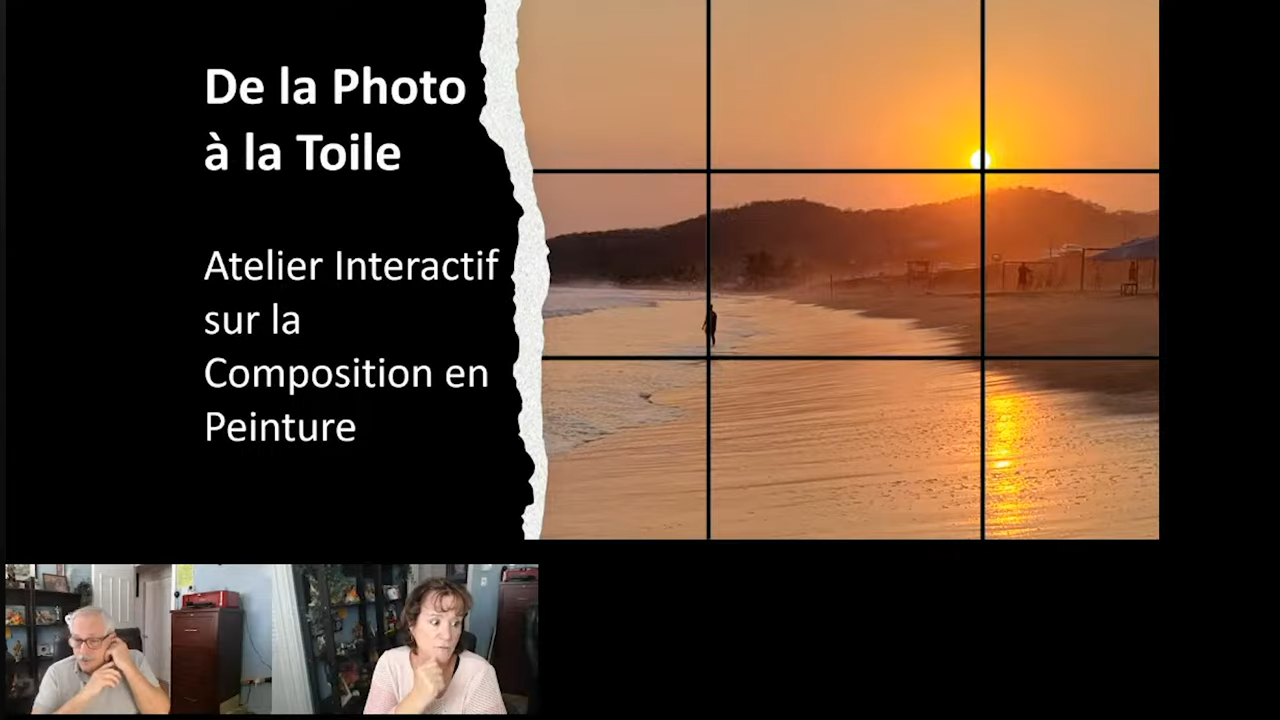 De la Photo
à la Toile
Atelier Interactif
sur la
Composition en
Peinture